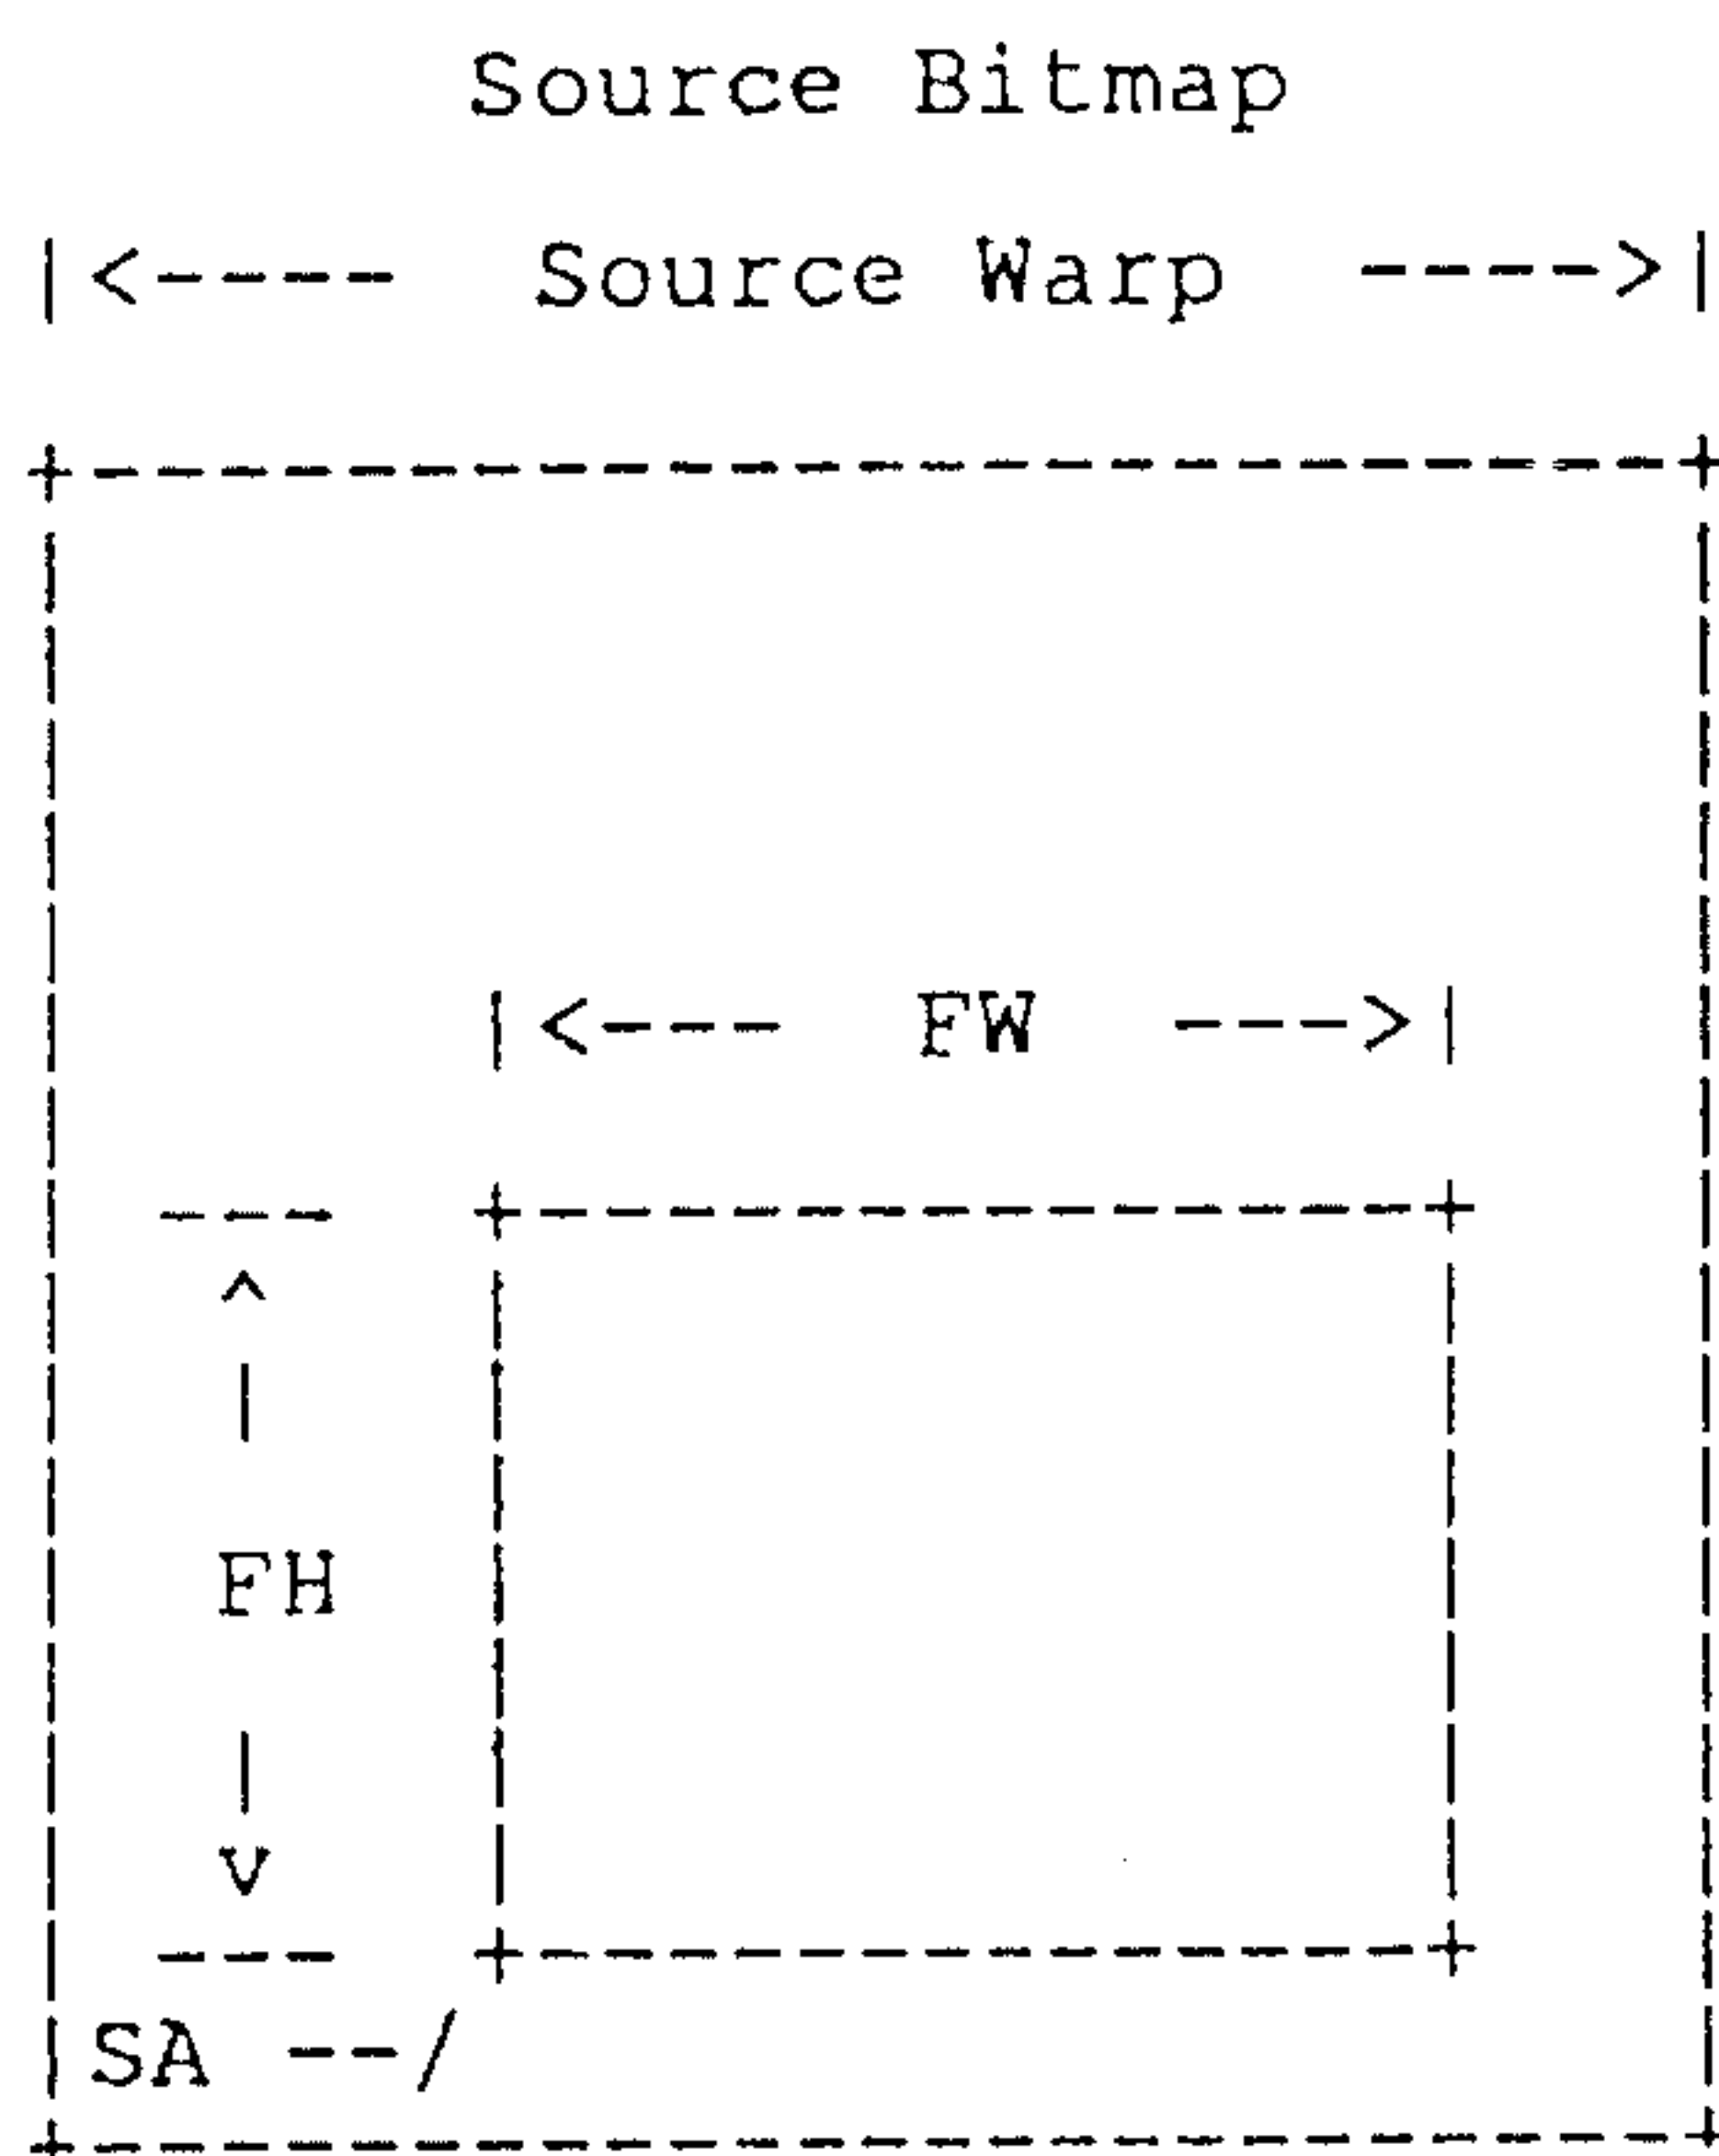 Source Bitmap
|<---- Source Warp ---->|
|<--- FW --->|
FH
SA --/